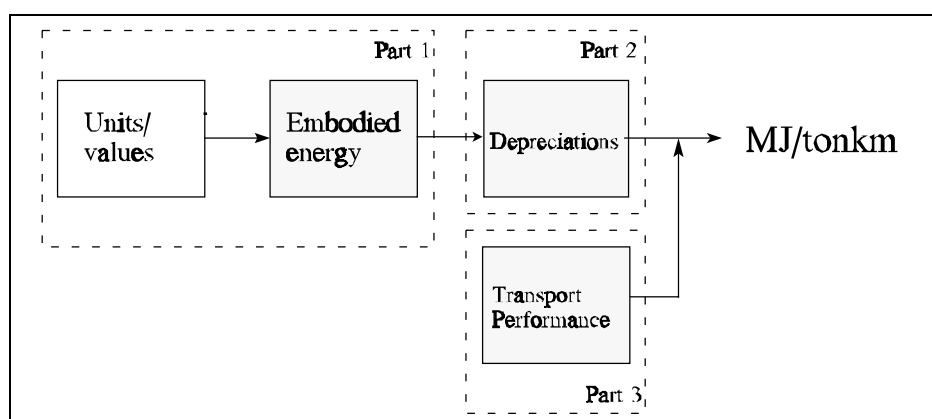 Part 1
Units/
values
Embodied
energy
Part 2
Depreciations
MJ/tonkm
Transport
Performance
Part 3